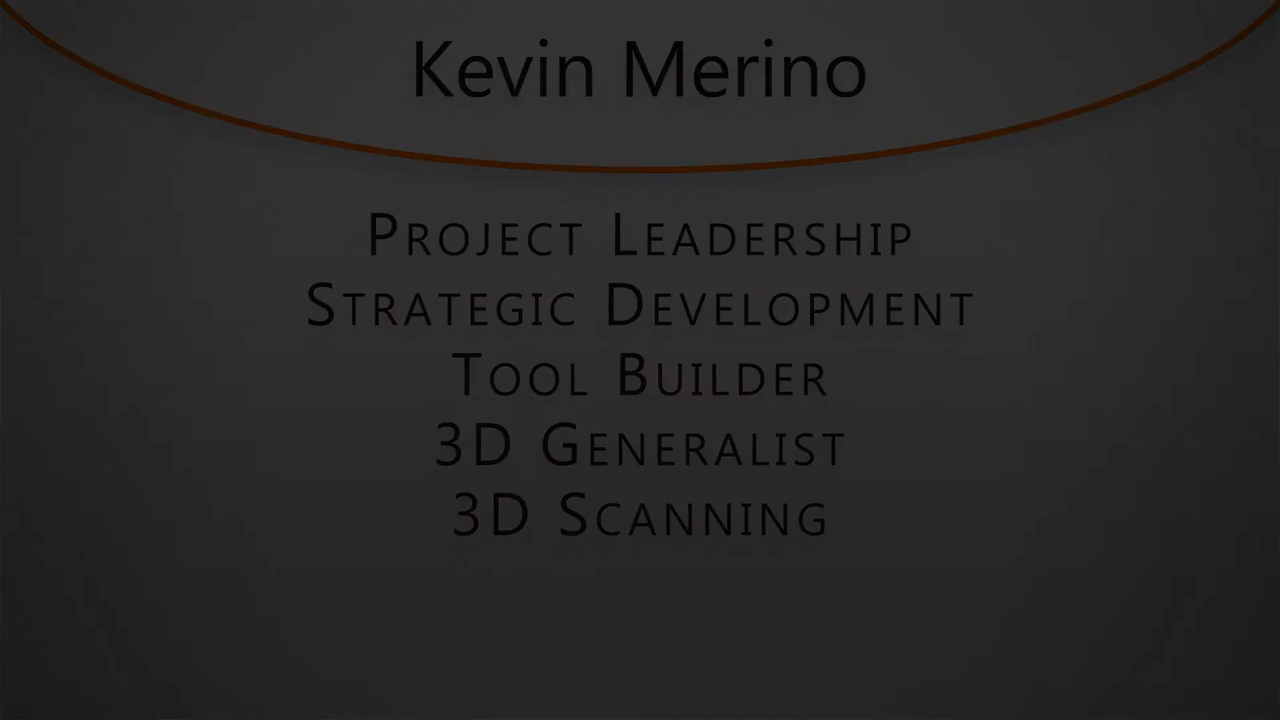 Kevin Merino
Project Leadership
Strategic Development
Tool Builder
3D Generalist
3D Scanning